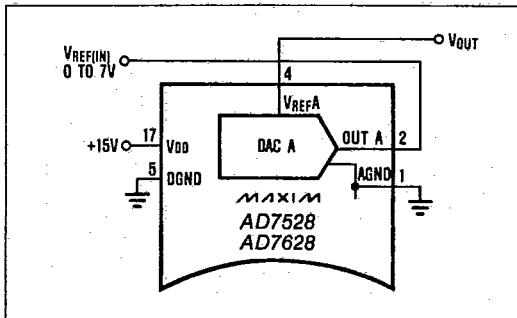 VREF(IN)
0 TO 7V
VOUT
4
VREFA
+15V
17
VDD
DAC A
OUT A
2
5
DGND
AGND
1
MAXIM
AD7528
AD7628